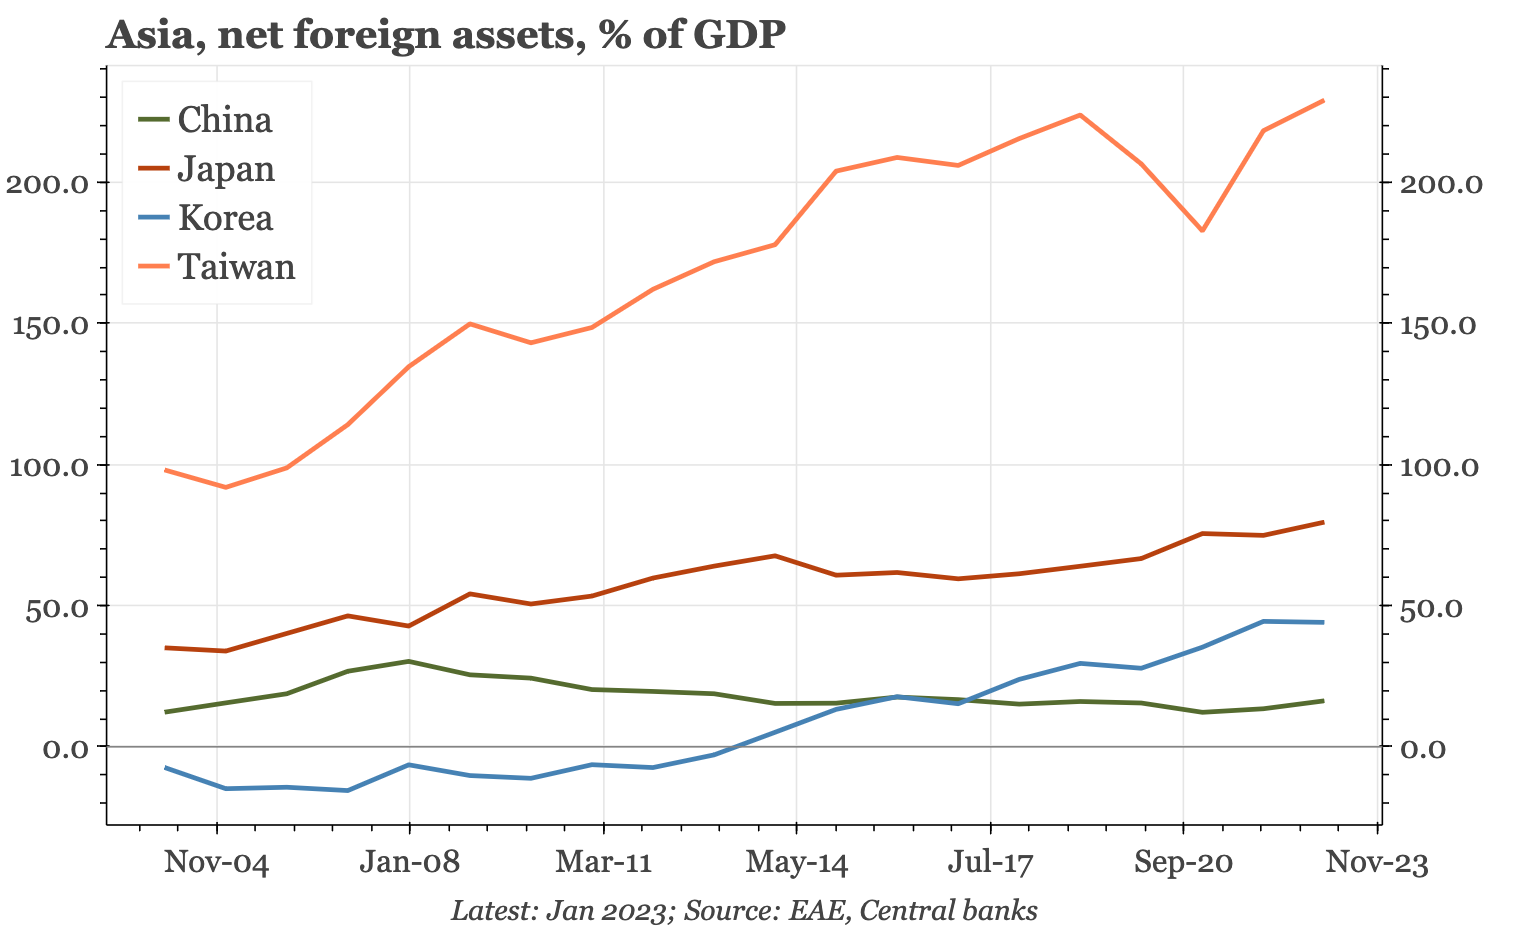 Asia, net foreign assets, % of GDP
China
Japan
Korea
Taiwan
200.0 200.0
150.0 150.0
100.0 100.0
50.0 50.0
0.0 0.0
Nov-04 Jan-08 Mar-11 May-14 Jul-17 Sep-20 Nov-23
Latest: Jan 2023; Source: EAE, Central banks